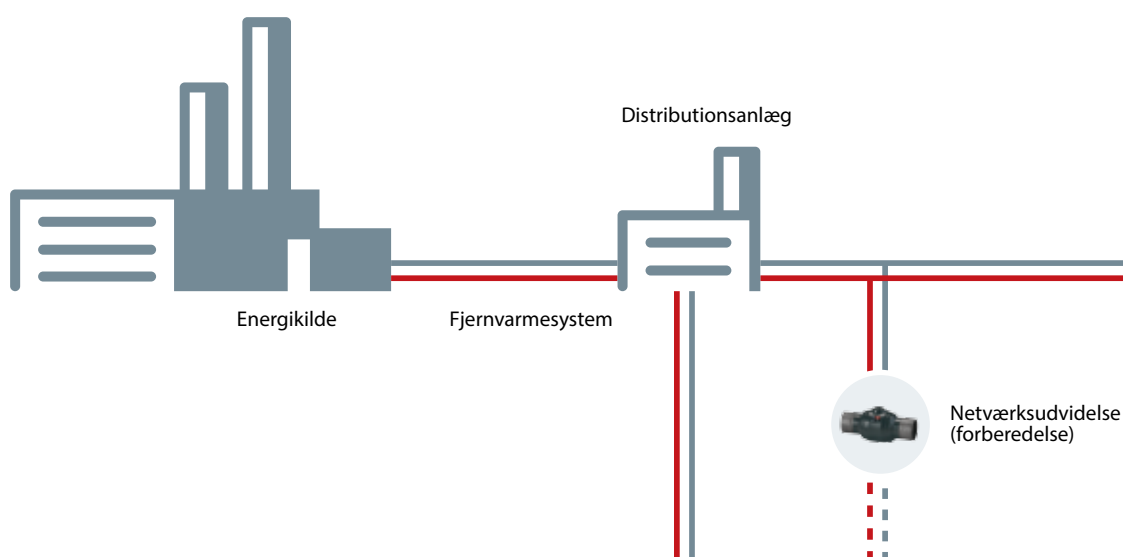 Distributionsanlæg
Energikilde
Fjernvarmesystem
Netværksudvidelse
(forberedelse)